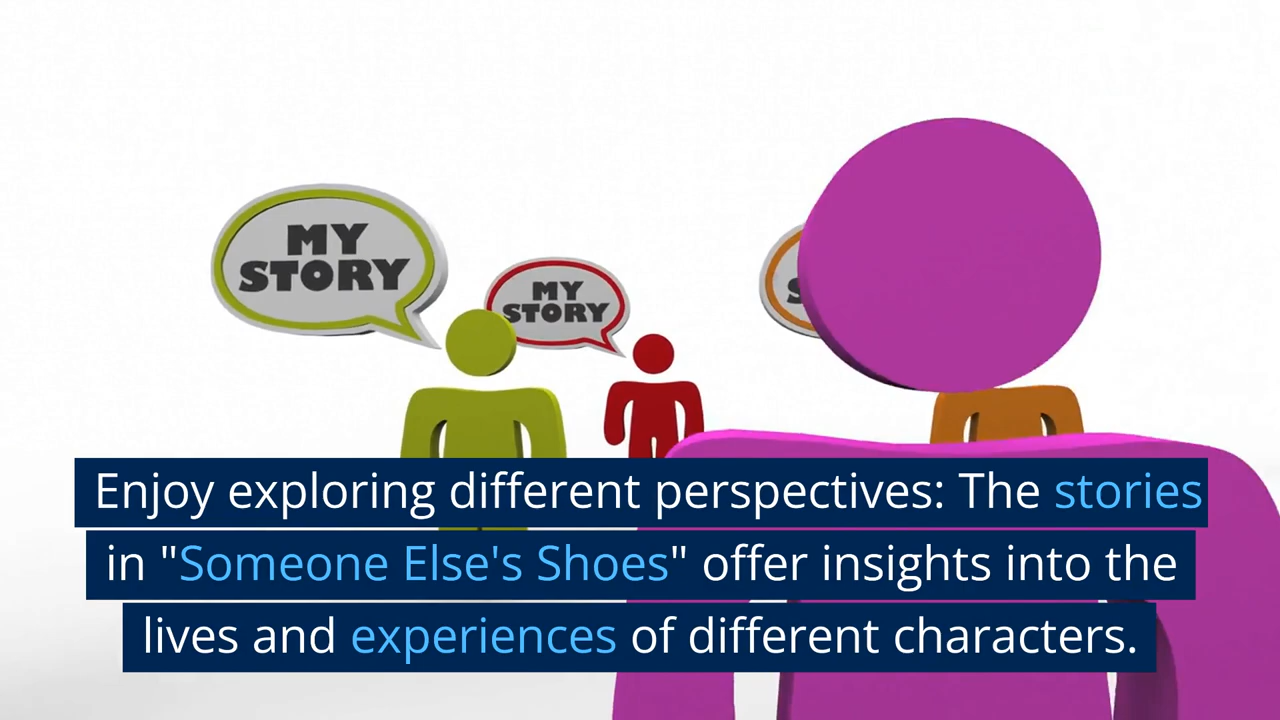 MY
STORY
MY
STORY
Enjoy exploring different perspectives: The stories
in "Someone Else's Shoes" offer insights into the
lives and experiences of different characters.